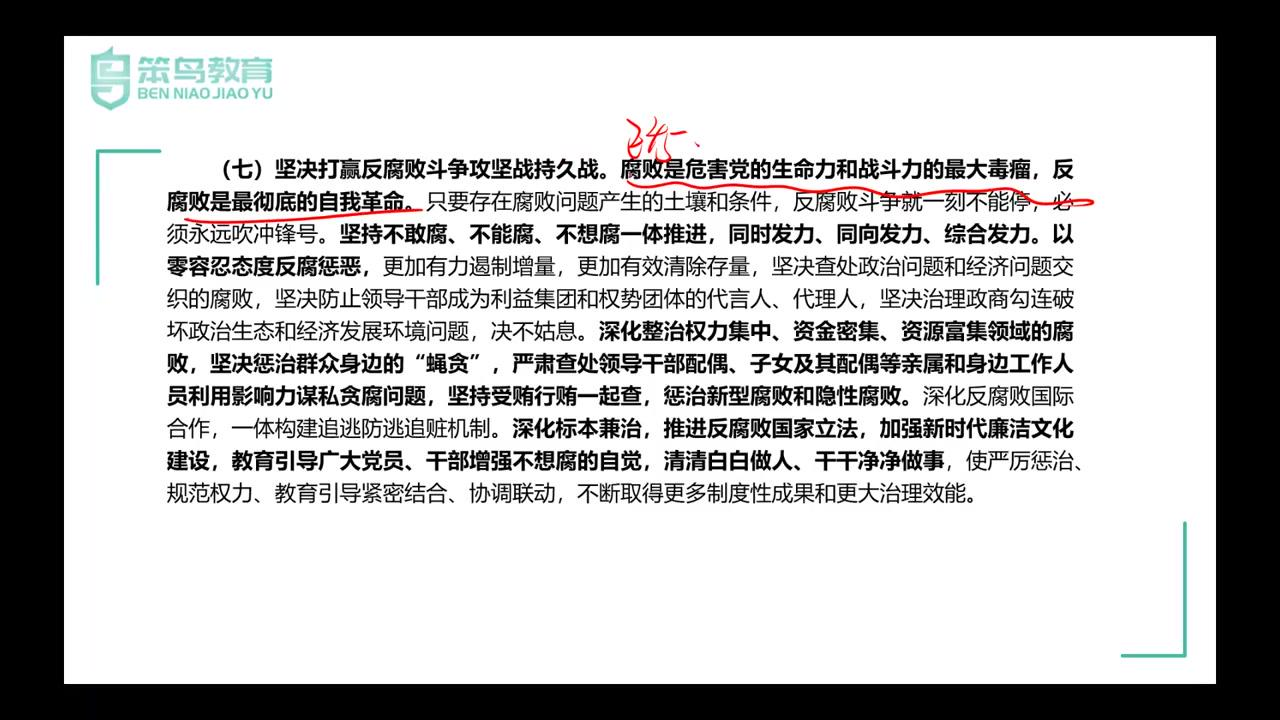 笨鸟教育
BEN NIAO JIAO YU
（七）坚决打赢反腐败斗争攻坚战持久战。腐败是危害党的生命力和战斗力的最大毒瘤，反
腐败是最彻底的自我革命。只要存在腐败问题产生的土壤和条件，反腐败斗争就一刻不能停，必
须永远吹冲锋号。坚持不敢腐、不能腐、不想腐一体推进，同时发力、同向发力、综合发力。以
零容忍态度反腐惩恶，更加有力遏制增量，更加有效清除存量，坚决查处政治问题和经济问题交
织的腐败，坚决防止领导干部成为利益集团和权势团体的代言人、代理人，坚决治理政商勾连破
坏政治生态和经济发展环境问题，决不姑息。深化整治权力集中、资金密集、资源富集领域的腐
败，坚决惩治群众身边的“蝇贪”，严肃查处领导干部配偶、子女及其配偶等亲属和身边工作人
员利用影响力谋私贪腐问题，坚持受贿行贿一起查，惩治新型腐败和隐性腐败。深化反腐败国际
合作，一体构建追逃防逃追赃机制。深化标本兼治，推进反腐败国家立法，加强新时代廉洁文化
建设，教育引导广大党员、干部增强不想腐的自觉，清清白白做人、干干净净做事，使严厉惩治、
规范权力、教育引导紧密结合、协调联动，不断取得更多制度性成果和更大治理效能。